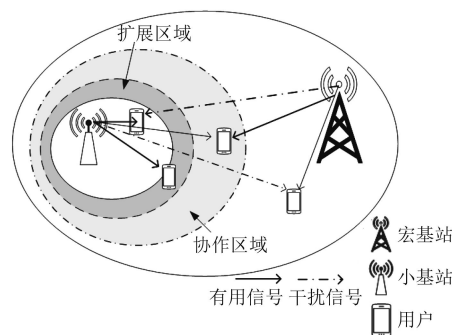 扩展区域
协作区域
有用信号 干扰信号
宏基站
小基站
用户